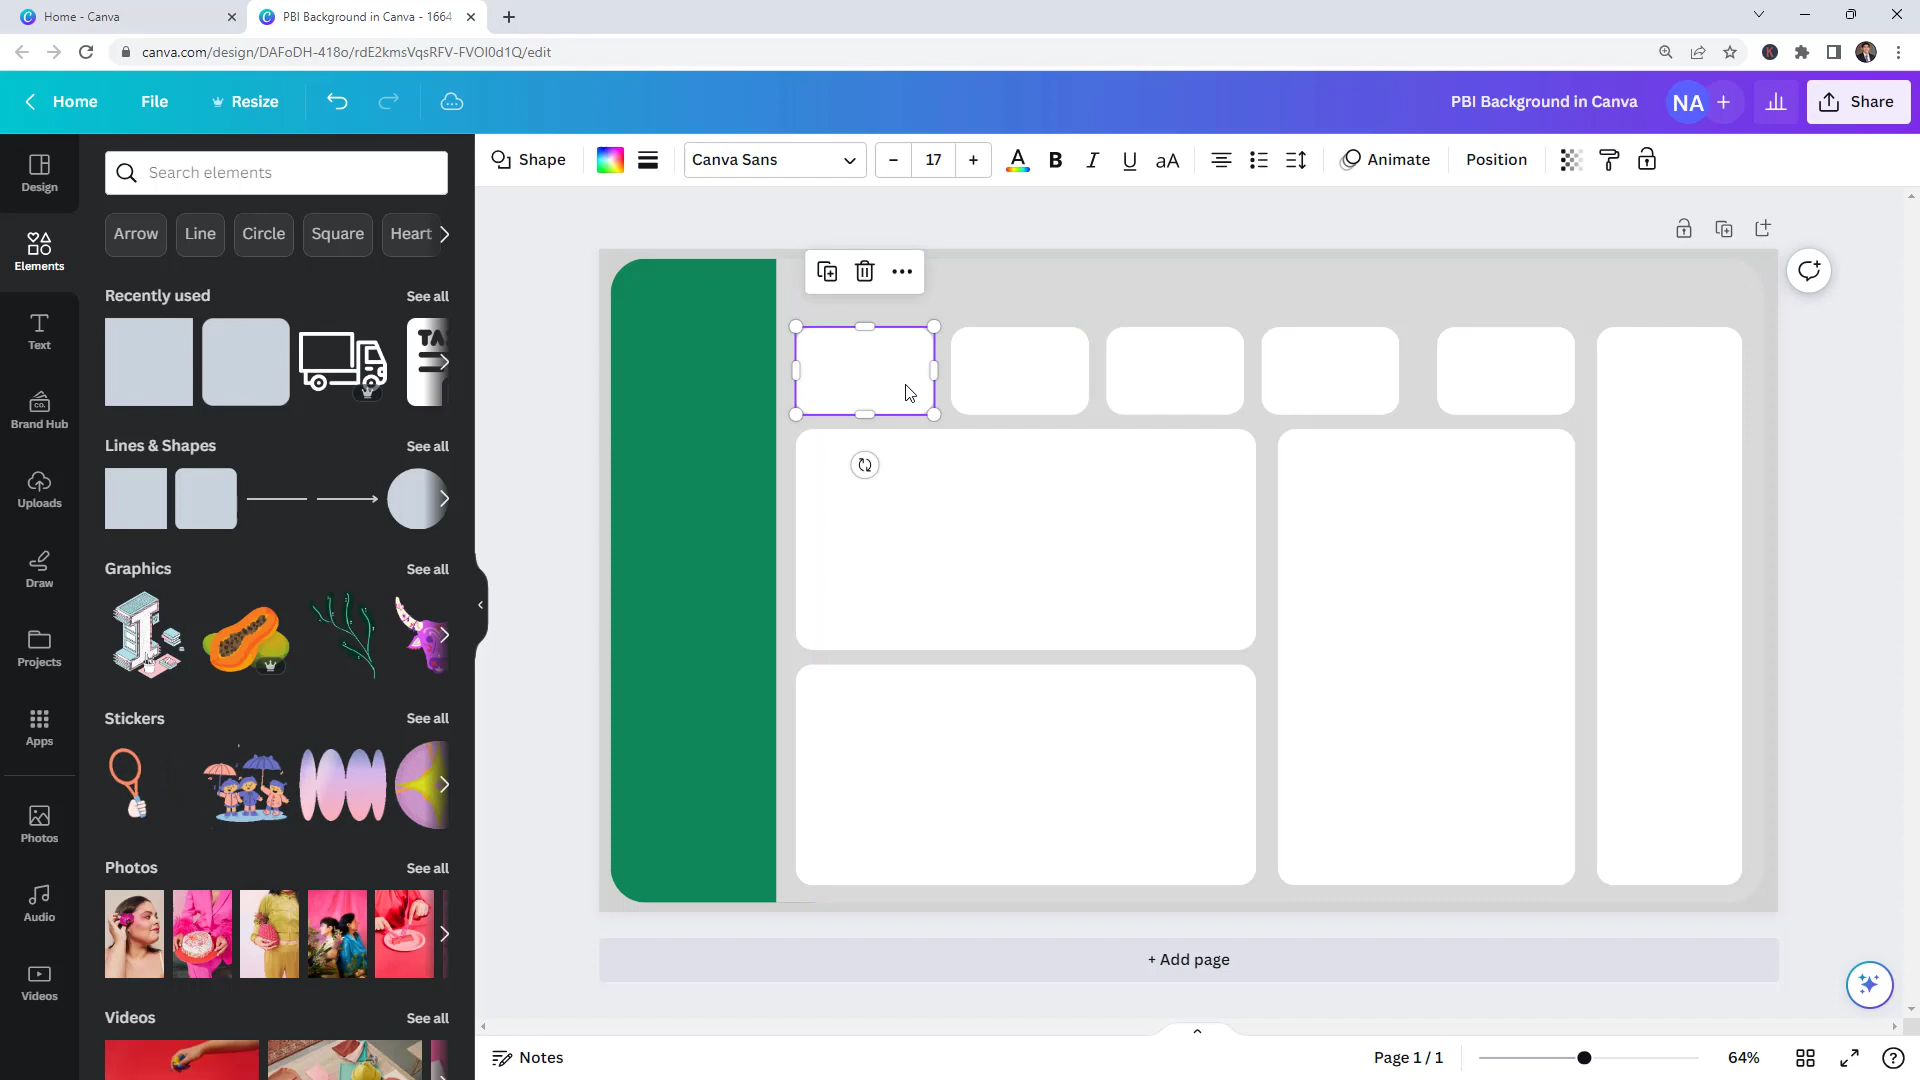 Home - Canva
PBI Background in Canva - 1664
canva.com/design/DAFoDH-418o/rdE2kmsVqsRFV-FVOI0d1Q/edit
Home
File
Resize
PBI Background in Canva
NA
Share
Design
Elements
Text
Brand Hub
Uploads
Draw
Projects
Apps
Photos
Audio
Videos
Search elements
Arrow
Line
Circle
Square
Heart
Recently used
See all
TA
Lines & Shapes
See all
Graphics
See all
Stickers
See all
Photos
See all
Videos
See all
Shape
Canva Sans
17
A
B
I
U
aA
Animate
Position
+ Add page
Notes
Page 1 / 1
64%